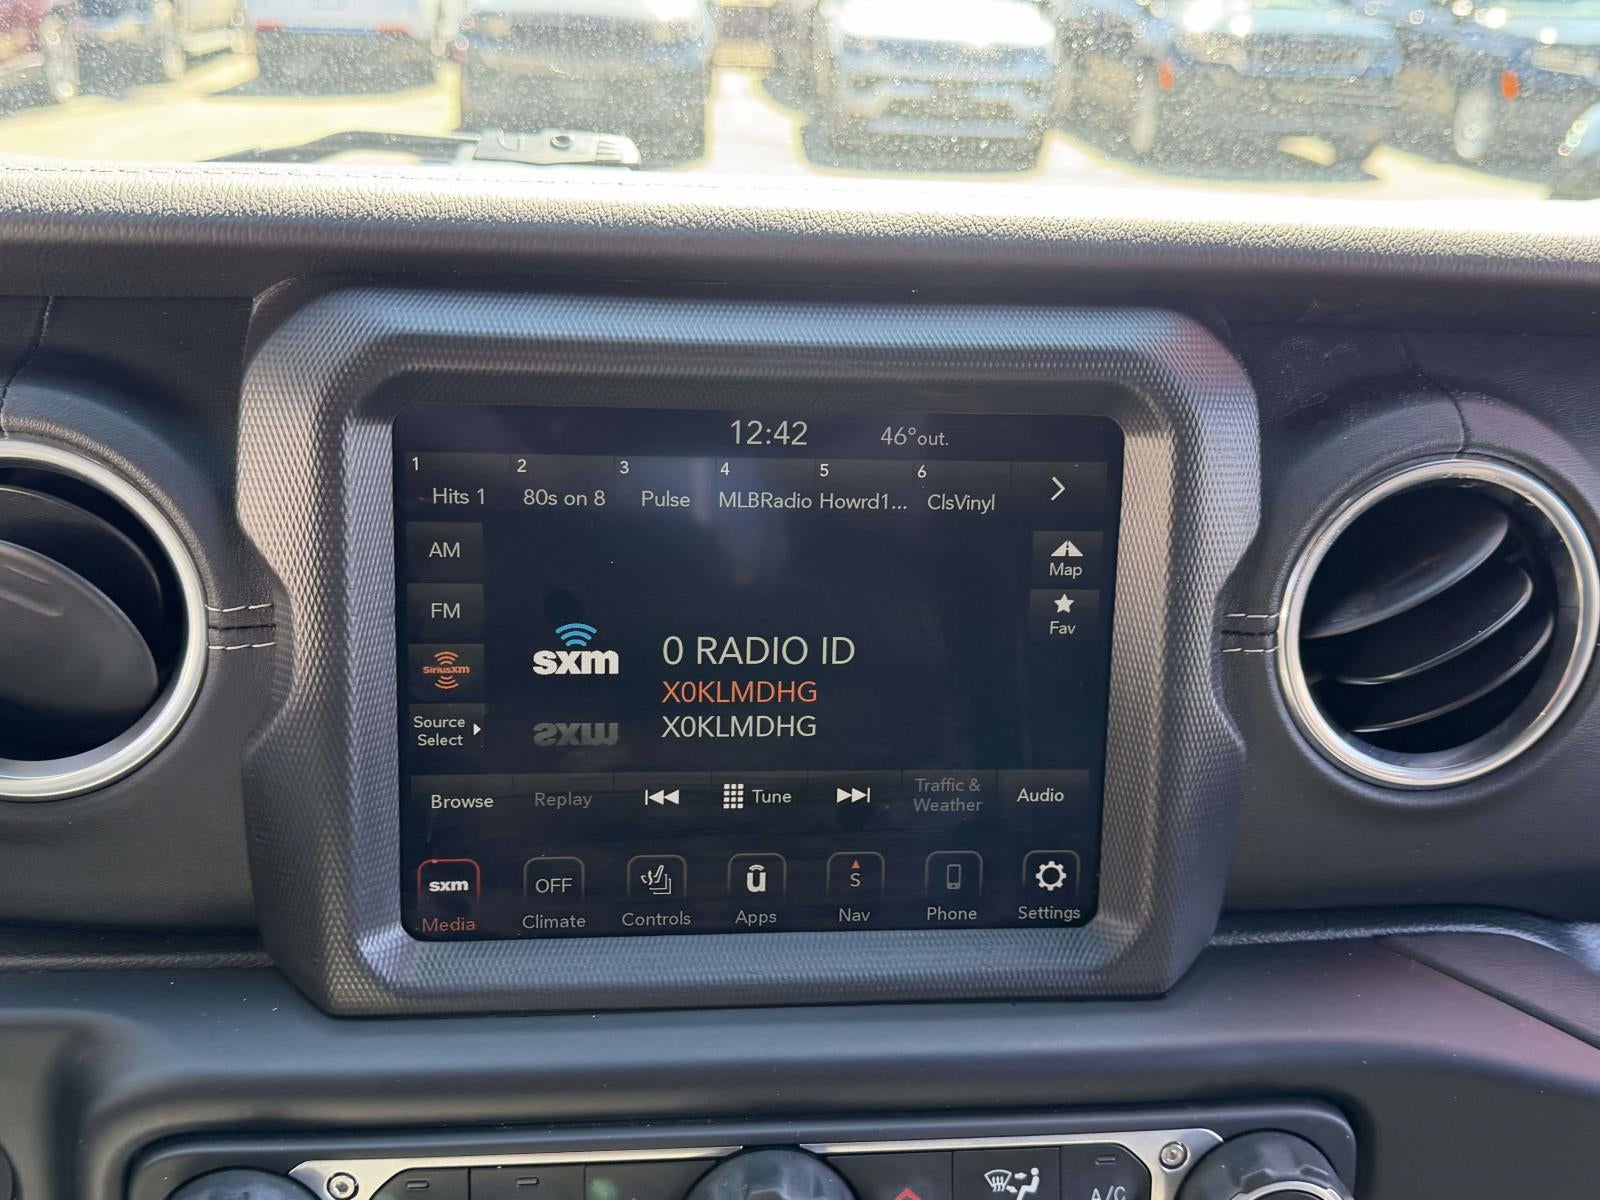 12:42 46°out.
1 2 3 4 5 6
Hits 1 80s on 8 Pulse MLBRadio Howrd1... ClsVinyl
AM
Map
FM
Fav
SiriusXM
sxm
0 RADIO ID
X0KLMDHG
X0KLMDHG
Source
Select
Browse Replay Tune Traffic &
Weather Audio
sxm OFF û S
Media Climate Controls Apps Nav Phone Settings
A/C